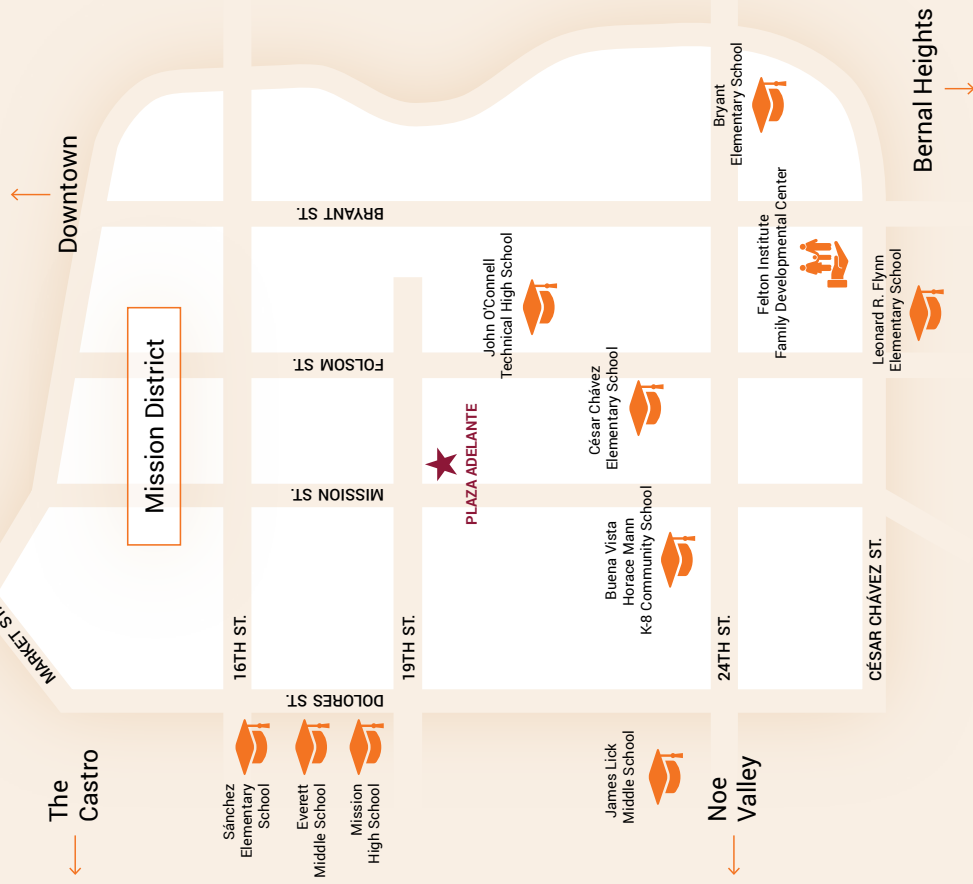 Downtown
Mission District
The
Castro
MARKET ST
BRYANT ST.
FOLSOM ST.
MISSION ST.
DOLORES ST.
16TH ST.
19TH ST.
24TH ST.
CÉSAR CHÁVEZ ST.
Sánchez
Elementary
School
Everett
Middle School
Mission
High School
PLAZA ADELANTE
John O'Connell
Technical High School
César Chávez
Elementary School
Buena Vista
Horace Mann
K-8 Community School
James Lick
Middle School
Noe
Valley
Bryant
Elementary School
Felton Institute
Family Developmental Center
Leonard R. Flynn
Elementary School
Bernal Heights